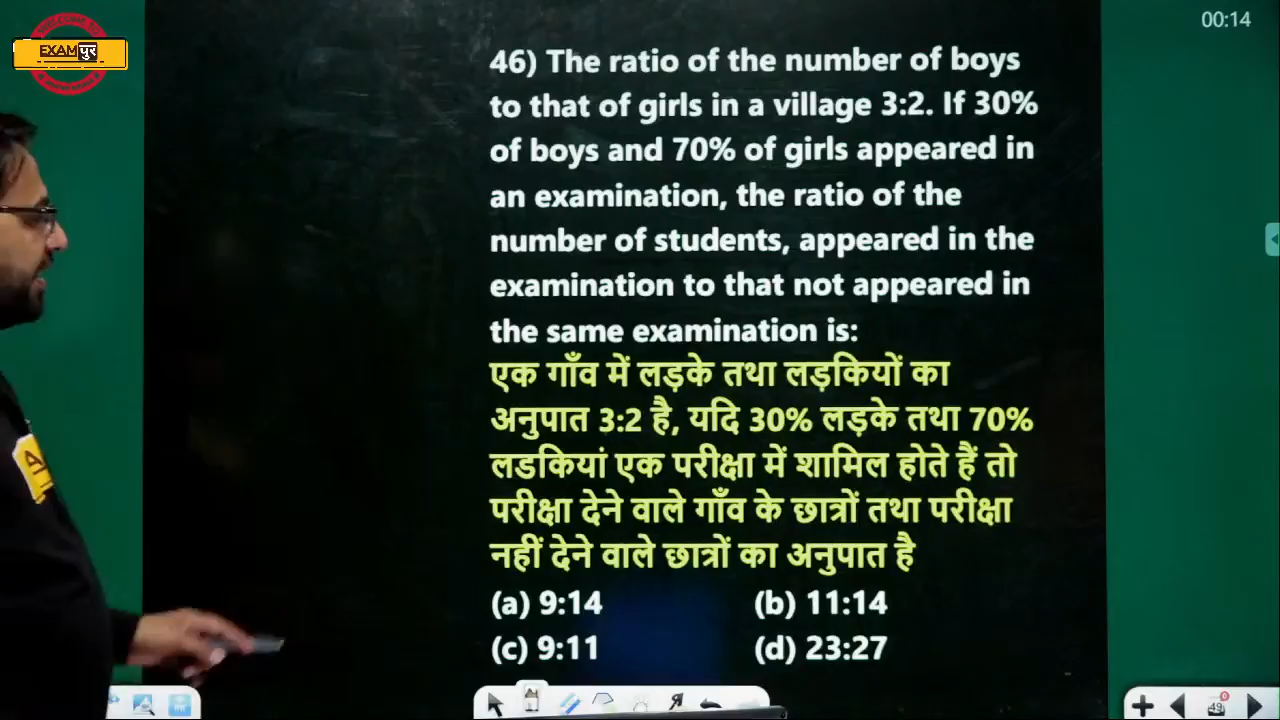 00:14
WELCOME TO
EXAMपुर
46) The ratio of the number of boys
to that of girls in a village 3:2. If 30%
of boys and 70% of girls appeared in
an examination, the ratio of the
number of students, appeared in the
examination to that not appeared in
the same examination is:
एक गाँव में लड़के तथा लड़कियों का
अनुपात 3:2 है, यदि 30% लड़के तथा 70%
लडकियां एक परीक्षा में शामिल होते हैं तो
परीक्षा देने वाले गाँव के छात्रों तथा परीक्षा
नहीं देने वाले छात्रों का अनुपात है
(a) 9:14 (b) 11:14
(c) 9:11 (d) 23:27
49